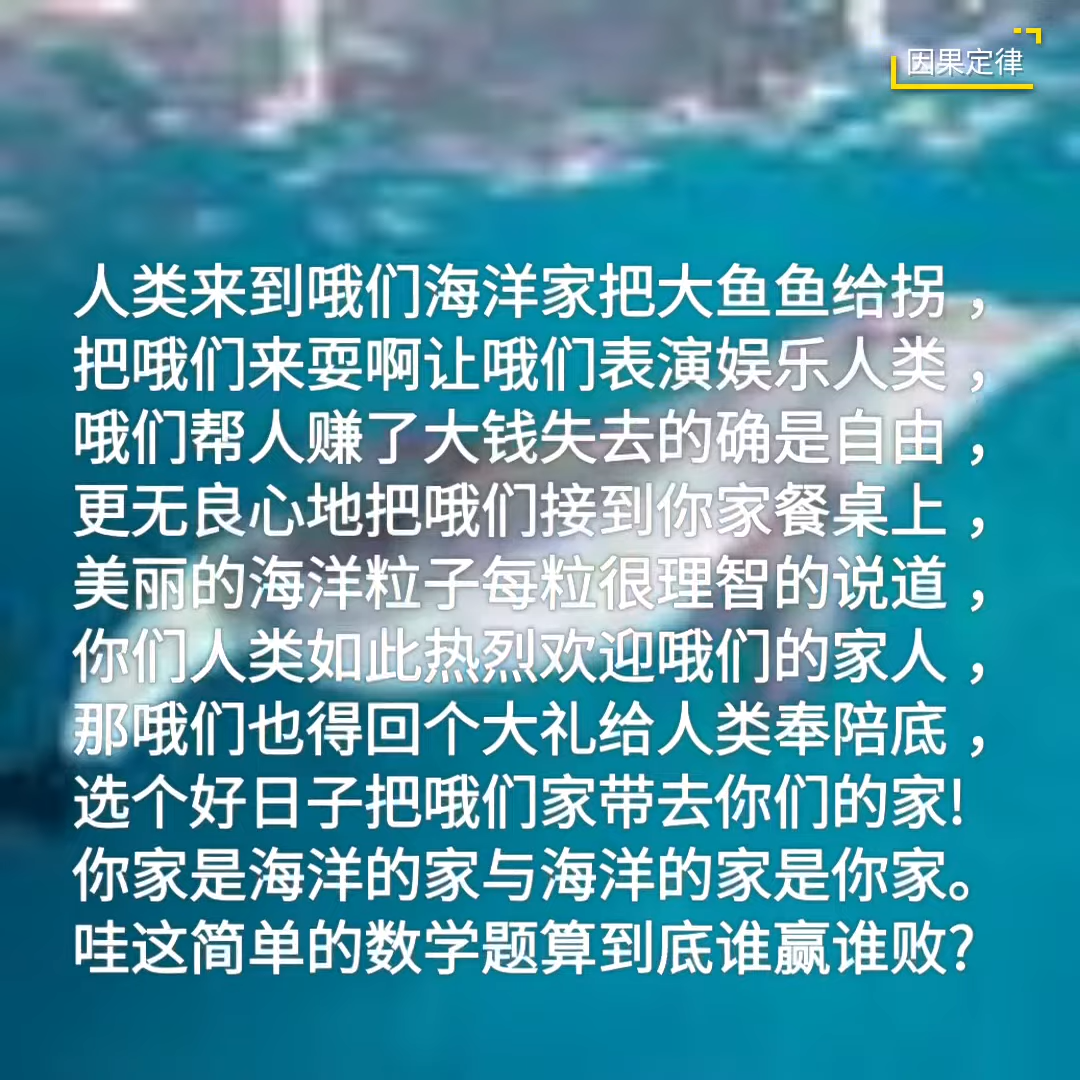 因果定律
人类来到哦们海洋家把大鱼鱼给拐，
把哦们来耍啊让哦们表演娱乐人类，
哦们帮人赚了大钱失去的确是自由，
更无良心地把哦们接到你家餐桌上，
美丽的海洋粒子每粒很理智的说道，
你们人类如此热烈欢迎哦们的家人，
那哦们也得回个大礼给人类奉陪底，
选个好日子把哦们家带去你们的家!
你家是海洋的家与海洋的家是你家。
哇这简单的数学题算到底谁赢谁败?